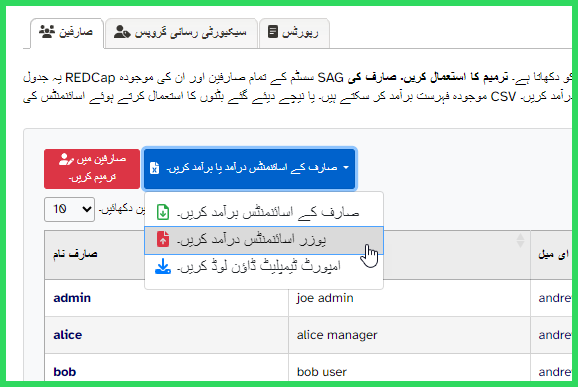 صارفین
سیکیورٹی رسائی گروپس
رپورٹس
یہ جدول REDCap سسٹم کے تمام صارفین اور ان کی موجودہ SAG کو دکھاتا ہے۔ ترمیم کا استعمال کریں۔ صارف کی
برآمد کریں۔ CSV موجودہ فہرست برآمد کر سکتے ہیں۔ یا نیچے دیئے گئے بٹنوں کا استعمال کرتے ہوئے اسائنمنٹس کی
صارفین میں
ترمیم کریں۔
صارف کے اسائنمنٹس درآمد یا برآمد کریں۔
10
دکھائیں۔
صارف کے اسائنمنٹس برآمد کریں۔
یوزر اسائنمنٹس درآمد کریں۔
امپورٹ ٹیمپلیٹ ڈاؤن لوڈ کریں۔
صارف نام
ای میل
admin
joe admin
andre
alice
alice manager
andre
bob
bob user
andre